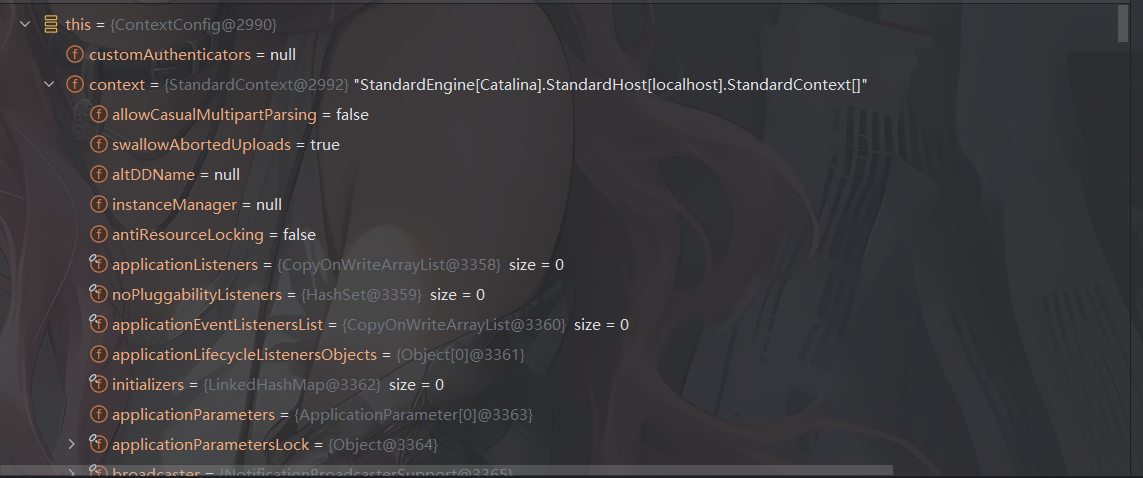 this = {ContextConfig@2990}
f customAuthenticators = null
f context = {StandardContext@2992} "StandardEngine[Catalina].StandardHost[localhost].StandardContext[]"
f allowCasualMultipartParsing = false
f swallowAbortedUploads = true
f altDDName = null
f instanceManager = null
f antiResourceLocking = false
f applicationListeners = {CopyOnWriteArrayList@3358} size = 0
f noPluggabilityListeners = {HashSet@3359} size = 0
f applicationEventListenersList = {CopyOnWriteArrayList@3360} size = 0
f applicationLifecycleListenersObjects = {Object[0]@3361}
f initializers = {LinkedHashMap@3362} size = 0
f applicationParameters = {ApplicationParameter[0]@3363}
f applicationParametersLock = {Object@3364}
f broadcaster = {NotificationBroadcasterSupport@3365}